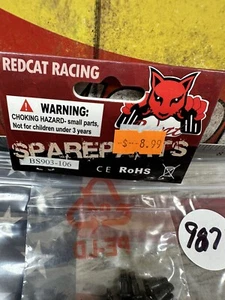 REDCAT RACING
WARNING:
CHOKING HAZARD- small parts,
Not for children under 3 years
-$--8.99
SPAREPARTS
BS903-106
CE RoHS
987